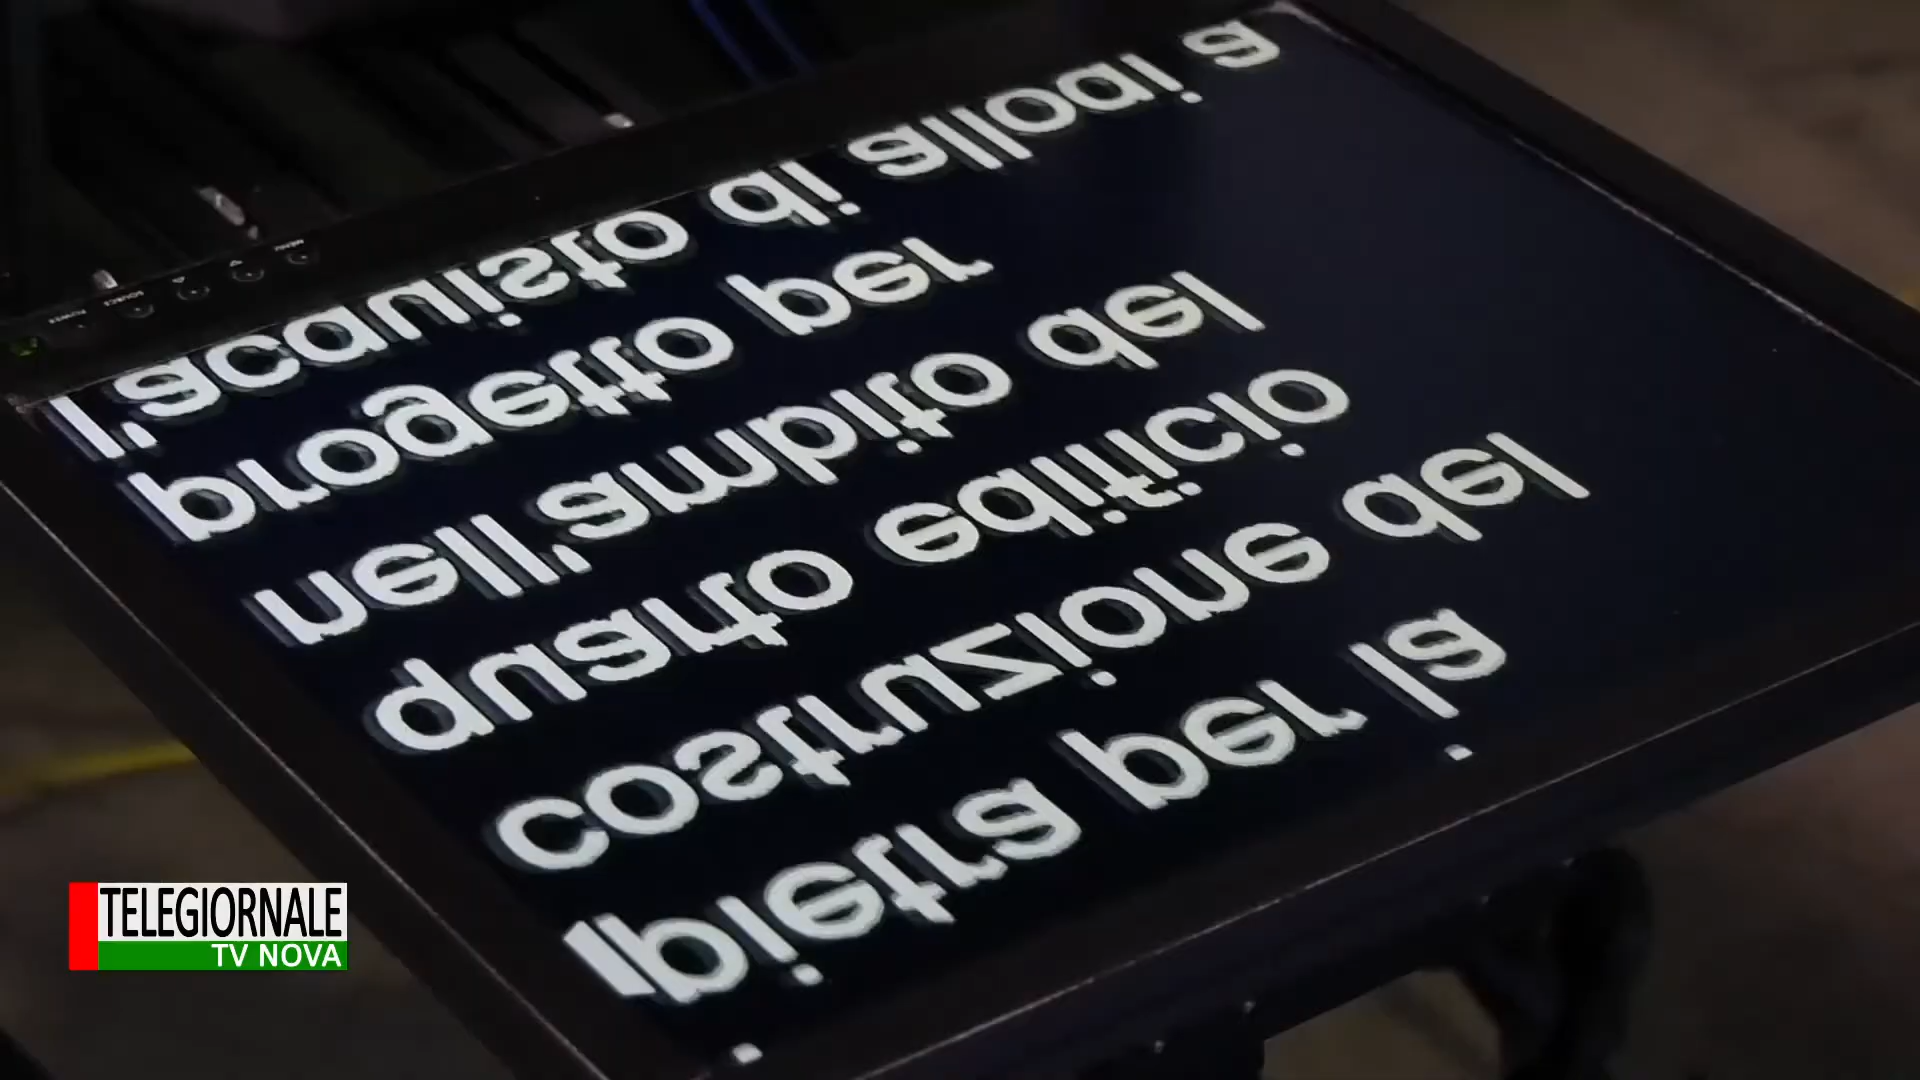 pietra per la
costruzione del
quarto edificio
nell'ambito del
progetto per
l'acquisto di
TELEGIORNALE
TV NOVA